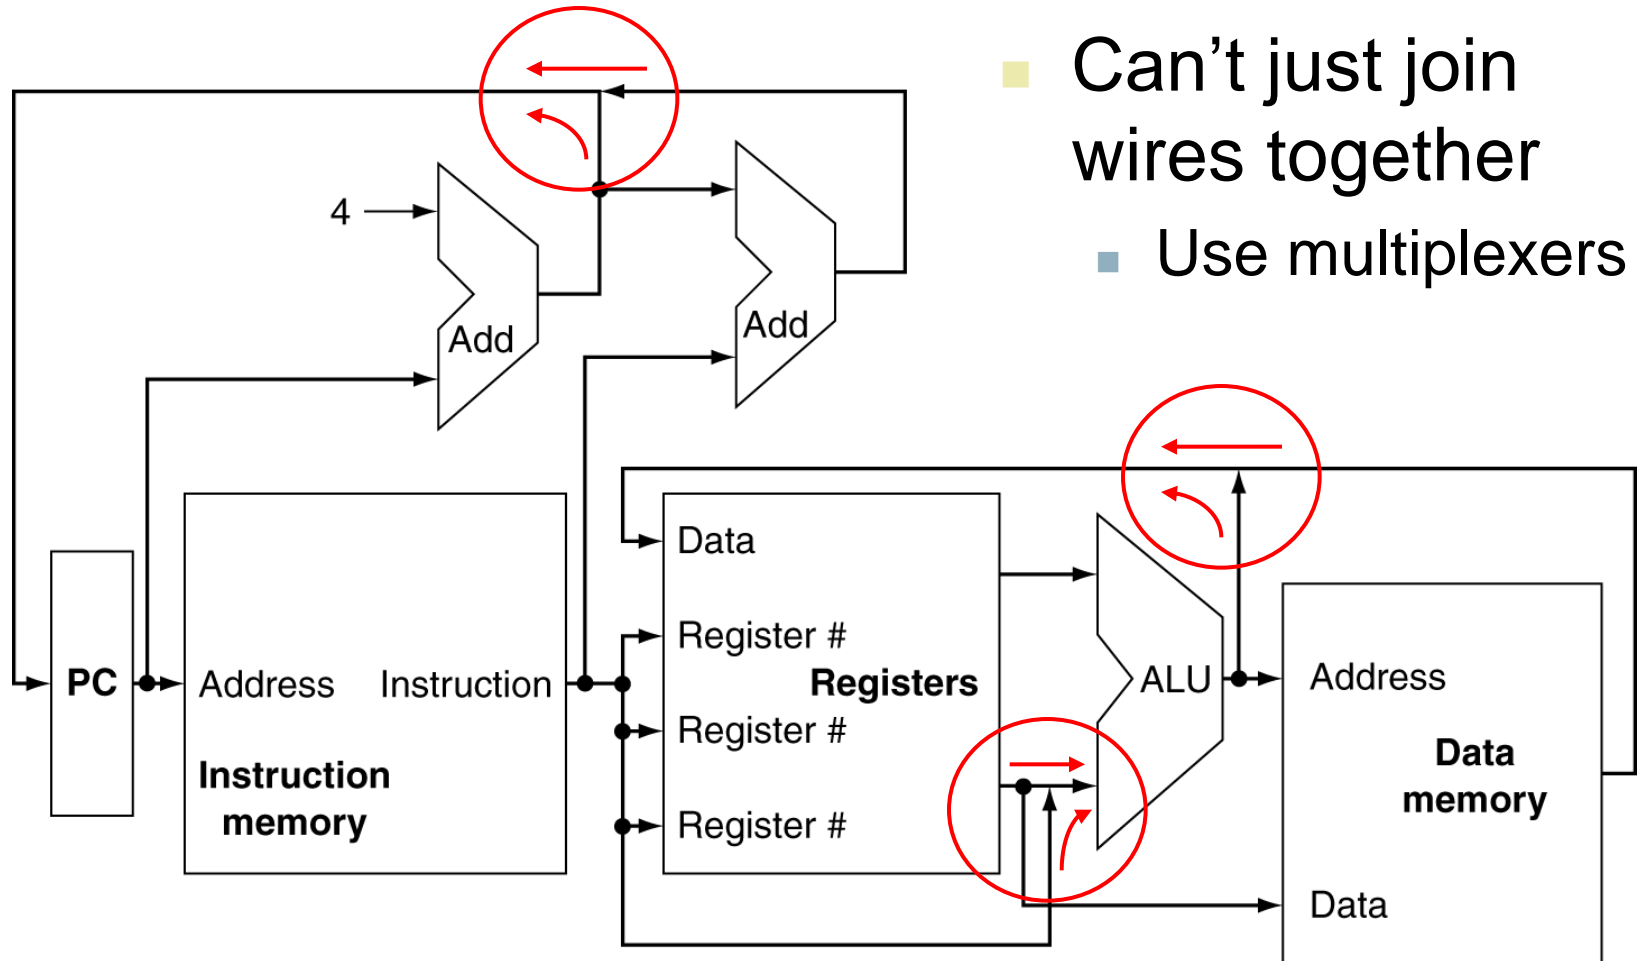 Can’t just join
wires together
Use multiplexers
4
Add
Add
Data
Register #
PC
Address
Instruction
Registers
ALU
Address
Register #
Instruction
memory
Data
memory
Register #
Data